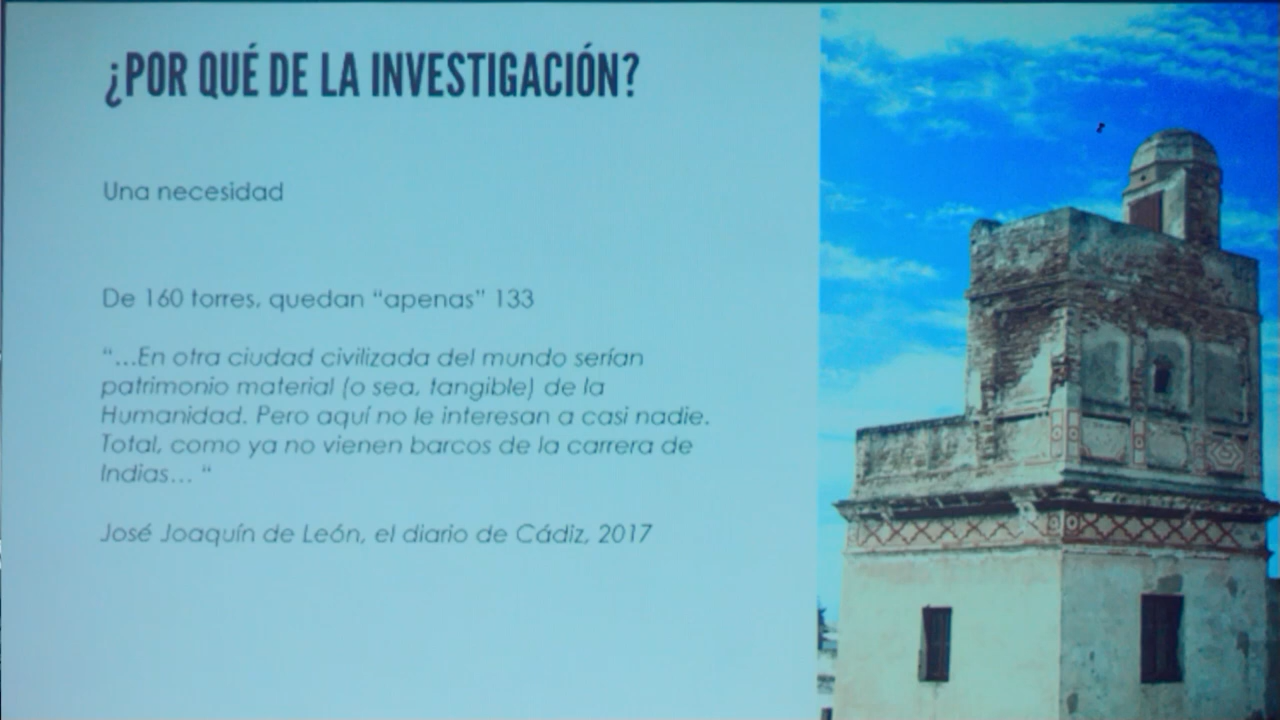 ¿POR QUÉ DE LA INVESTIGACIÓN?
Una necesidad
De 160 torres, quedan “apenas” 133
“...En otra ciudad civilizada del mundo serían
patrimonio material (o sea, tangible) de la
Humanidad. Pero aquí no le interesan a casi nadie.
Total, como ya no vienen barcos de la carrera de
Indias... “
José Joaquín de León, el diario de Cádiz, 2017